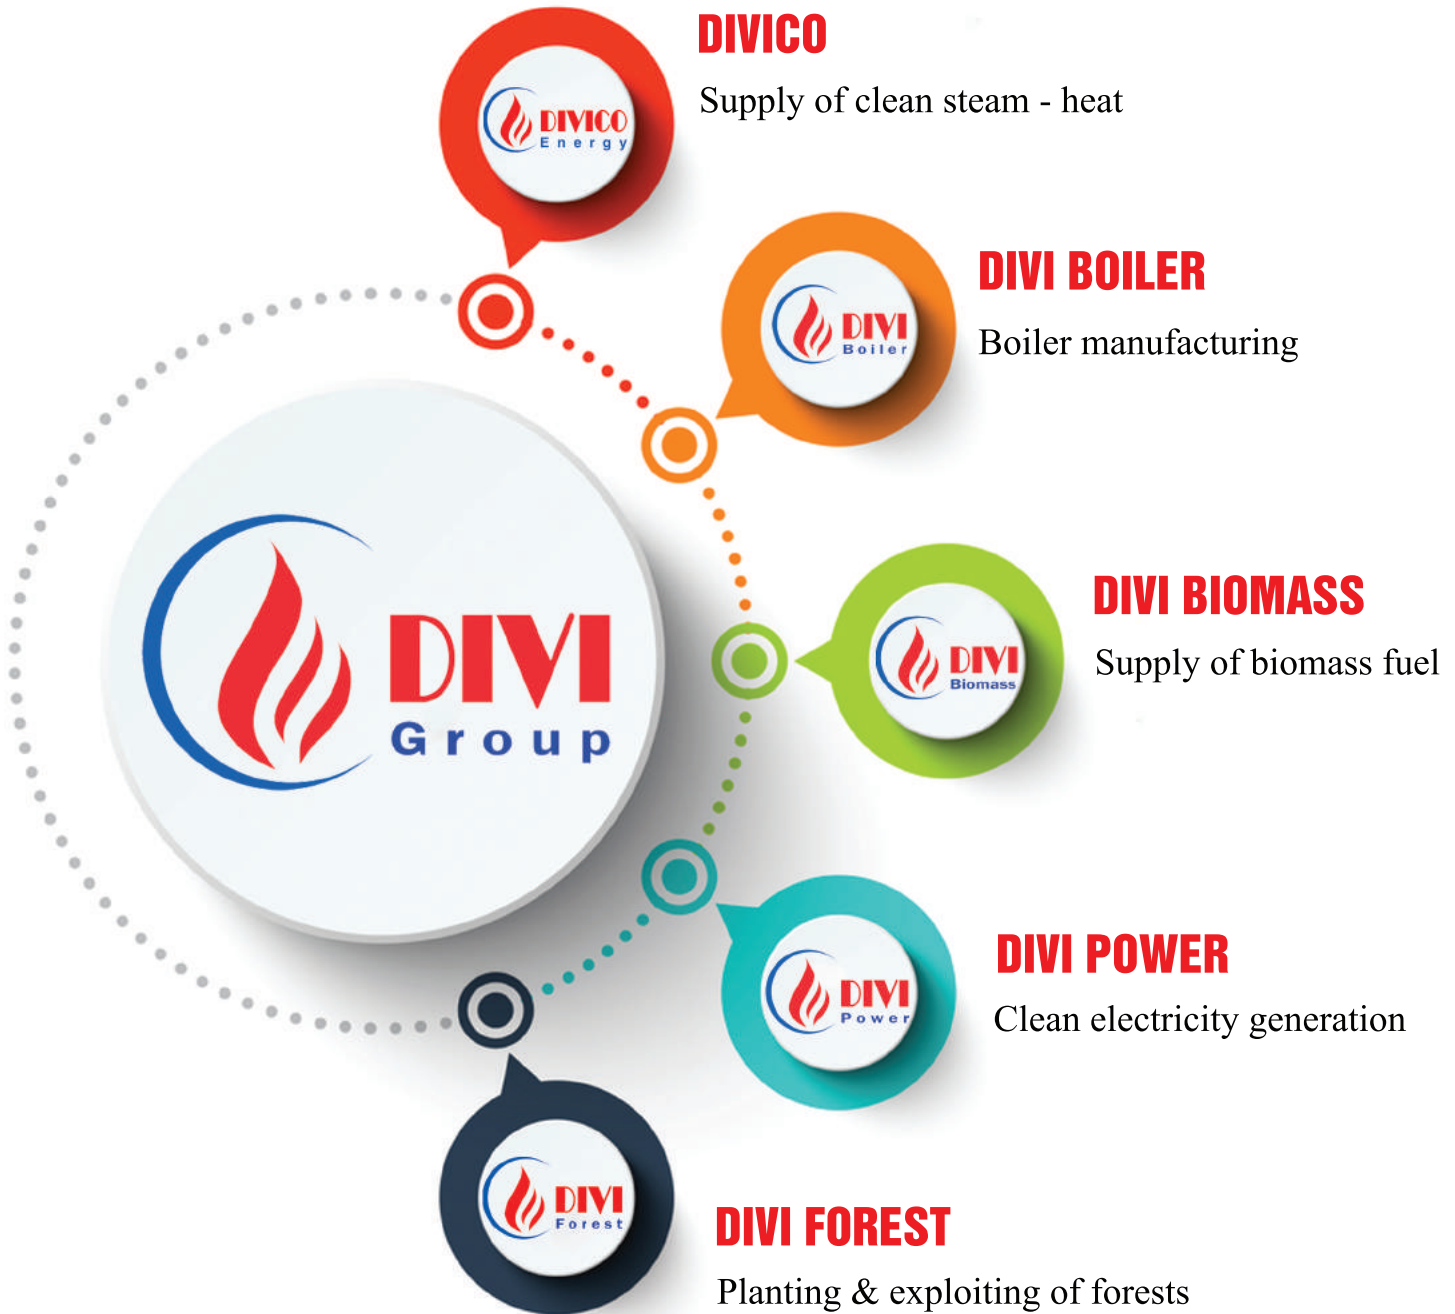 DIVICO
Supply of clean steam - heat
DIVICO
Energy
DIVI BOILER
Boiler manufacturing
DIVI
Boiler
DIVI BIOMASS
Supply of biomass fuel
DIVI
Biomass
DIVI
Group
DIVI POWER
Clean electricity generation
DIVI
Power
DIVI FOREST
Planting & exploiting of forests
DIVI
Forest